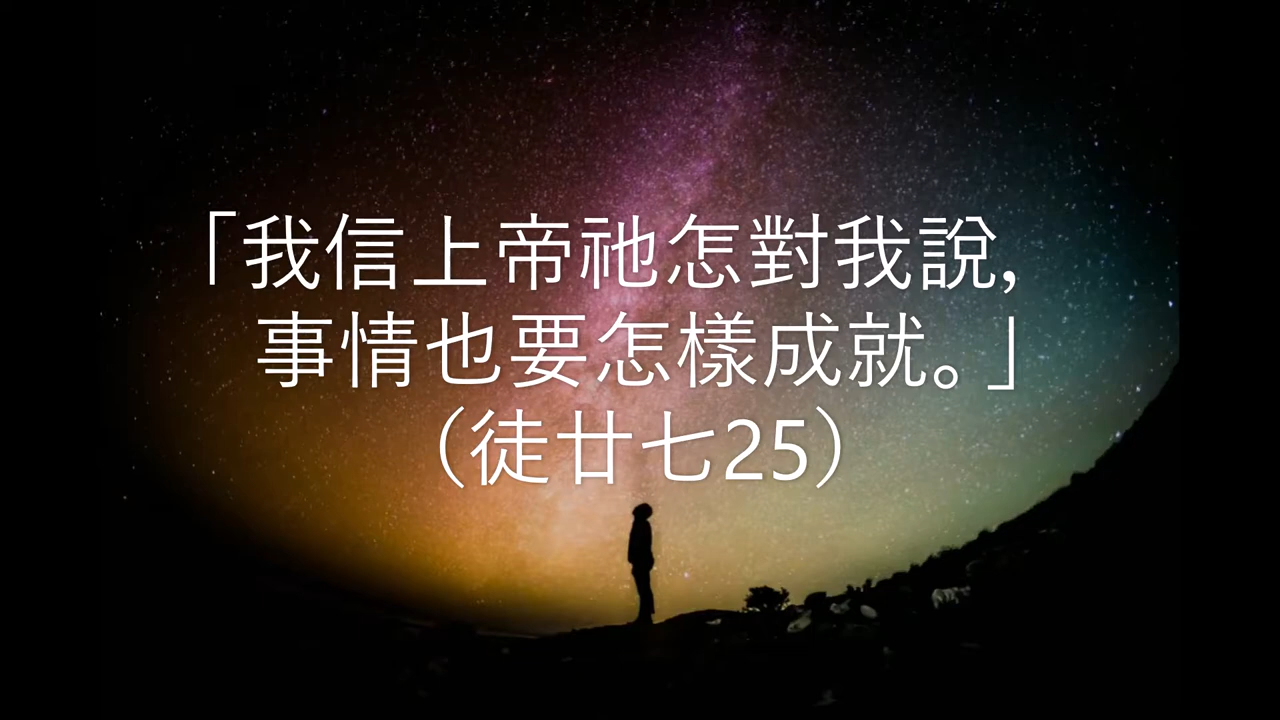 「我信上帝祂怎對我說,
事情也要怎樣成就。」
（徒廿七25）